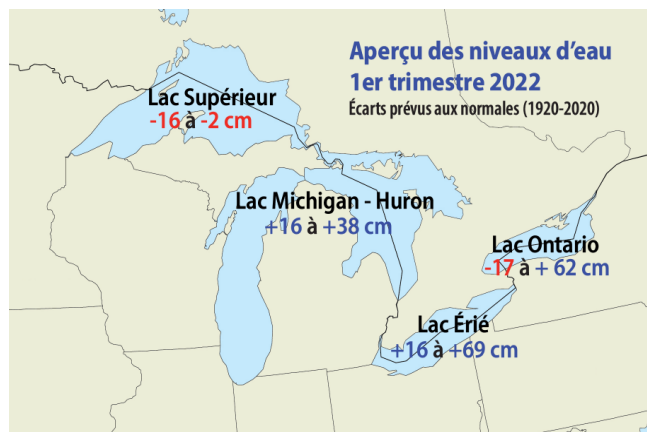 Aperçu des niveaux d'eau
1er trimestre 2022
Écarts prévus aux normales (1920-2020)
Lac Supérieur
-16 à -2 cm
Lac Michigan - Huron
+16 à +38 cm
Lac Ontario
-17 à + 62 cm
Lac Érié
+16 à +69 cm